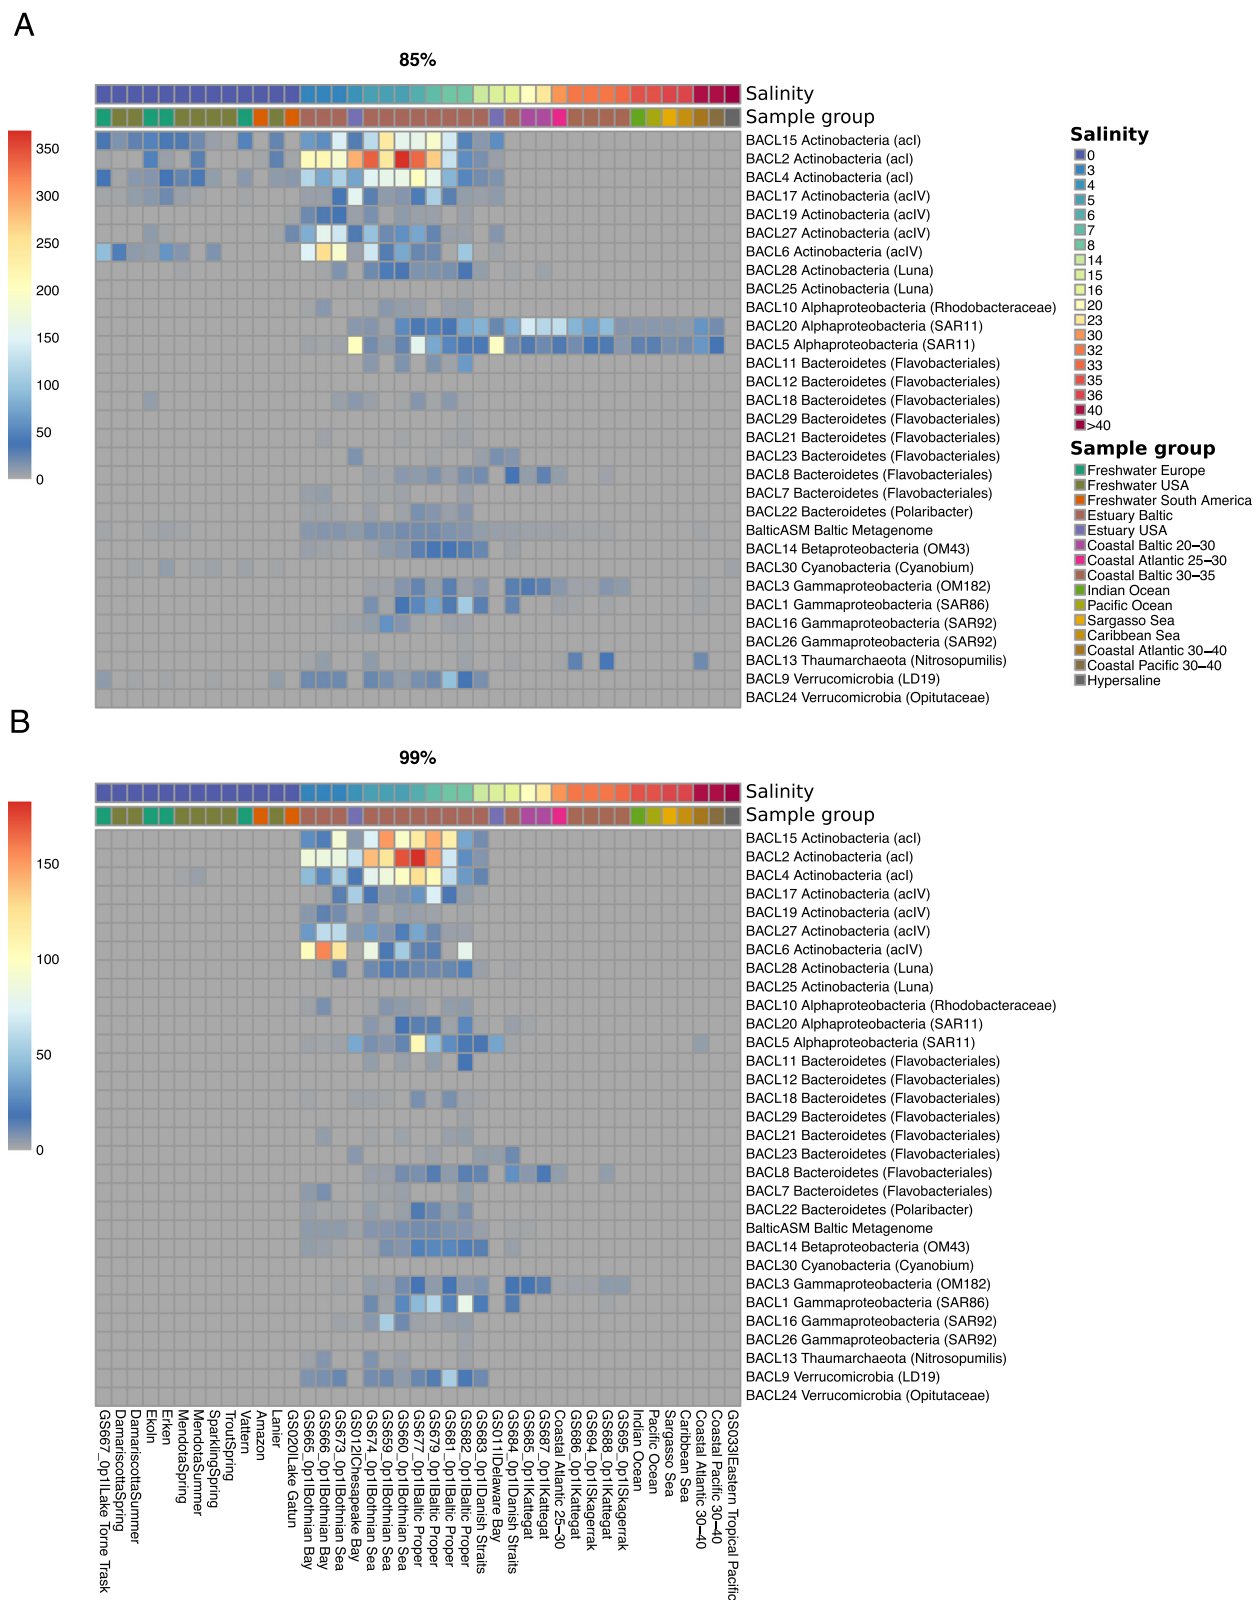 A
85%
Salinity
Sample group
350
300
250
200
150
100
50
0
BACL15 Actinobacteria (acI)
BACL2 Actinobacteria (acI)
BACL4 Actinobacteria (acI)
BACL17 Actinobacteria (acIV)
BACL19 Actinobacteria (acIV)
BACL27 Actinobacteria (acIV)
BACL6 Actinobacteria (acIV)
BACL28 Actinobacteria (Luna)
BACL25 Actinobacteria (Luna)
BACL10 Alphaproteobacteria (Rhodobacteraceae)
BACL20 Alphaproteobacteria (SAR11)
BACL5 Alphaproteobacteria (SAR11)
BACL11 Bacteroidetes (Flavobacteriales)
BACL12 Bacteroidetes (Flavobacteriales)
BACL18 Bacteroidetes (Flavobacteriales)
BACL29 Bacteroidetes (Flavobacteriales)
BACL21 Bacteroidetes (Flavobacteriales)
BACL23 Bacteroidetes (Flavobacteriales)
BACL8 Bacteroidetes (Flavobacteriales)
BACL7 Bacteroidetes (Flavobacteriales)
BACL22 Bacteroidetes (Polaribacter)
BalticASM Baltic Metagenome
BACL14 Betaproteobacteria (OM43)
BACL30 Cyanobacteria (Cyanobium)
BACL3 Gammaproteobacteria (OM182)
BACL1 Gammaproteobacteria (SAR86)
BACL16 Gammaproteobacteria (SAR92)
BACL26 Gammaproteobacteria (SAR92)
BACL13 Thaumarchaeota (Nitrosopumilis)
BACL9 Verrucomicrobia (LD19)
BACL24 Verrucomicrobia (Opitutaceae)
Salinity
0
3
4
5
6
7
8
14
15
16
20
23
30
32
33
35
36
40
>40
Sample group
Freshwater Europe
Freshwater USA
Freshwater South America
Estuary Baltic
Estuary USA
Coastal Baltic 20–30
Coastal Atlantic 25–30
Coastal Baltic 30–35
Indian Ocean
Pacific Ocean
Sargasso Sea
Caribbean Sea
Coastal Atlantic 30–40
Coastal Pacific 30–40
Hypersaline
B
99%
Salinity
Sample group
150
100
50
0
BACL15 Actinobacteria (acI)
BACL2 Actinobacteria (acI)
BACL4 Actinobacteria (acI)
BACL17 Actinobacteria (acIV)
BACL19 Actinobacteria (acIV)
BACL27 Actinobacteria (acIV)
BACL6 Actinobacteria (acIV)
BACL28 Actinobacteria (Luna)
BACL25 Actinobacteria (Luna)
BACL10 Alphaproteobacteria (Rhodobacteraceae)
BACL20 Alphaproteobacteria (SAR11)
BACL5 Alphaproteobacteria (SAR11)
BACL11 Bacteroidetes (Flavobacteriales)
BACL12 Bacteroidetes (Flavobacteriales)
BACL18 Bacteroidetes (Flavobacteriales)
BACL29 Bacteroidetes (Flavobacteriales)
BACL21 Bacteroidetes (Flavobacteriales)
BACL23 Bacteroidetes (Flavobacteriales)
BACL8 Bacteroidetes (Flavobacteriales)
BACL7 Bacteroidetes (Flavobacteriales)
BACL22 Bacteroidetes (Polaribacter)
BalticASM Baltic Metagenome
BACL14 Betaproteobacteria (OM43)
BACL30 Cyanobacteria (Cyanobium)
BACL3 Gammaproteobacteria (OM182)
BACL1 Gammaproteobacteria (SAR86)
BACL16 Gammaproteobacteria (SAR92)
BACL26 Gammaproteobacteria (SAR92)
BACL13 Thaumarchaeota (Nitrosopumilis)
BACL9 Verrucomicrobia (LD19)
BACL24 Verrucomicrobia (Opitutaceae)
GS667_0p1|Lake Torne Trask
DamariscottaSpring
DamariscottaSummer
Ekoln
Erken
MendotaSpring
MendotaSummer
SparklingSpring
TroutSpring
Vattern
Amazon
Lanier
GS020|Lake Gatun
GS665_0p1|Bothnian Bay
GS666_0p1|Bothnian Bay
GS673_0p1|Bothnian Sea
GS012|Chesapeake Bay
GS674_0p1|Bothnian Sea
GS659_0p1|Bothnian Sea
GS660_0p1|Bothnian Sea
GS677_0p1|Baltic Proper
GS679_0p1|Baltic Proper
GS681_0p1|Baltic Proper
GS682_0p1|Baltic Proper
GS683_0p1|Danish Straits
GS011|Delaware Bay
GS684_0p1|Danish Straits
GS685_0p1|Kattegat
GS687_0p1|Kattegat
Coastal Atlantic 25–30
GS686_0p1|Kattegat
GS694_0p1|Skagerrak
GS688_0p1|Kattegat
GS695_0p1|Skagerrak
Indian Ocean
Pacific Ocean
Sargasso Sea
Caribbean Sea
Coastal Atlantic 30–40
Coastal Pacific 30–40
GS033|Eastern Tropical Pacific